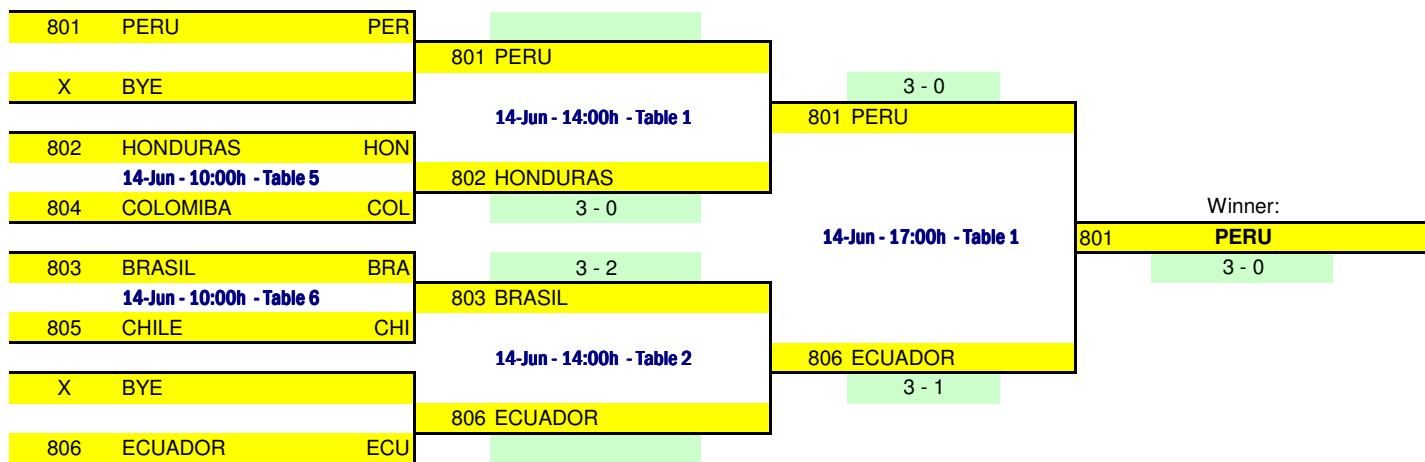 801 PERU PER
801 PERU
X BYE
3 - 0
14-Jun - 14:00h - Table 1
801 PERU
802 HONDURAS HON
14-Jun - 10:00h - Table 5
802 HONDURAS
804 COLOMIBA COL
3 - 0
Winner:
14-Jun - 17:00h - Table 1
801 PERU
3 - 0
803 BRASIL BRA
3 - 2
14-Jun - 10:00h - Table 6
803 BRASIL
805 CHILE CHI
14-Jun - 14:00h - Table 2
806 ECUADOR
X BYE
3 - 1
806 ECUADOR
806 ECUADOR ECU